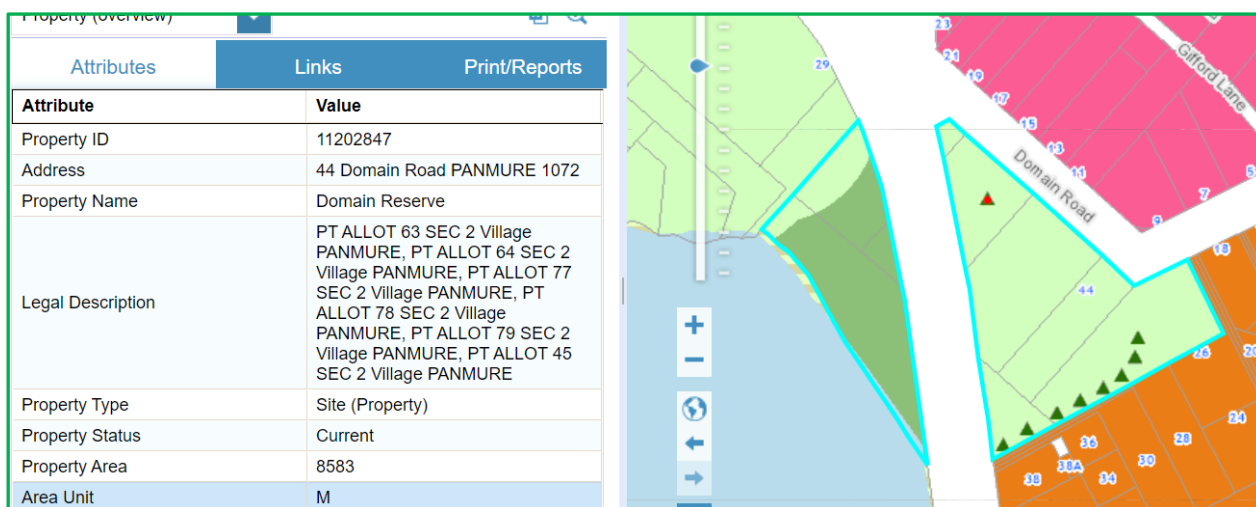 Property (overview)
Attributes
Links
Print/Reports
Attribute
Value
Property ID
11202847
Address
44 Domain Road PANMURE 1072
Property Name
Domain Reserve
Legal Description
PT ALLOT 63 SEC 2 Village
PANMURE, PT ALLOT 64 SEC 2
Village PANMURE, PT ALLOT 77
SEC 2 Village PANMURE, PT
ALLOT 78 SEC 2 Village
PANMURE, PT ALLOT 79 SEC 2
Village PANMURE, PT ALLOT 45
SEC 2 Village PANMURE
Property Type
Site (Property)
Property Status
Current
Property Area
8583
Area Unit
M
23
21
19
17
15
13
11
9
7
5
29
Gifford Lane
Domain Road
44
18
20
26
24
28
30
34
36
38A
38